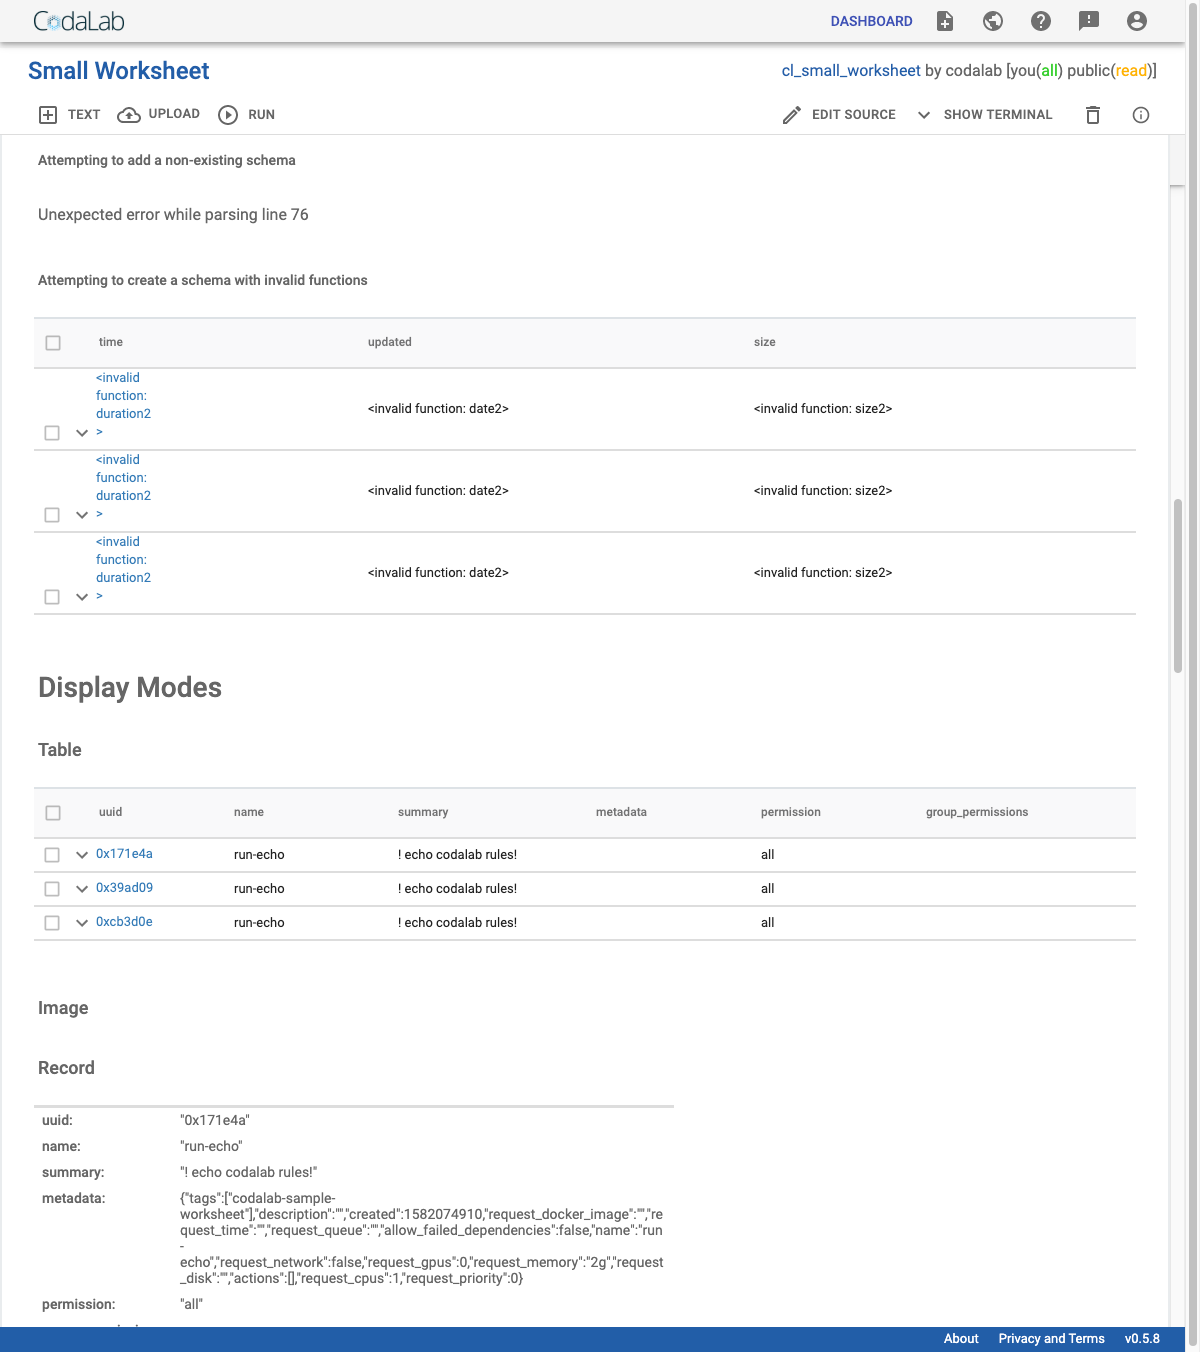 CodaLab
DASHBOARD
Small Worksheet
cl_small_worksheet by codalab [you(all) public(read)]
TEXT UPLOAD RUN
EDIT SOURCE SHOW TERMINAL
Attempting to add a non-existing schema
Unexpected error while parsing line 76
Attempting to create a schema with invalid functions
time updated size
<invalid
function:
duration2
>
<invalid function: date2> <invalid function: size2>
<invalid
function:
duration2
>
<invalid function: date2> <invalid function: size2>
<invalid
function:
duration2
>
<invalid function: date2> <invalid function: size2>
Display Modes
Table
uuid name summary metadata permission group_permissions
0x171e4a run-echo ! echo codalab rules! all
0x39ad09 run-echo ! echo codalab rules! all
0xcb3d0e run-echo ! echo codalab rules! all
Image
Record
uuid: "0x171e4a"
name: "run-echo"
summary: "! echo codalab rules!"
metadata: {"tags":["codalab-sample-
worksheet"],"description":"","created":1582074910,"request_docker_image":"","re
quest_time":"","request_queue":"","allow_failed_dependencies":false,"name":"run
-
echo","request_network":false,"request_gpus":0,"request_memory":"2g","request
_disk":"","actions":[],"request_cpus":1,"request_priority":0}
permission: "all"
About Privacy and Terms v0.5.8